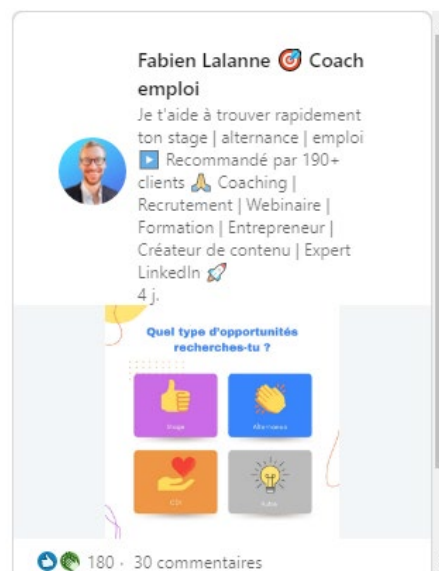 Fabien Lalanne 🎯 Coach
emploi
Je t'aide à trouver rapidement
ton stage | alternance | emploi
▶️ Recommandé par 190+
clients 🙏 Coaching |
Recrutement | Webinaire |
Formation | Entrepreneur |
Créateur de contenu | Expert
LinkedIn 🚀
4 j.
Quel type d'opportunités
recherches-tu ?
Stage
Alternance
CDI
Autre
180 · 30 commentaires